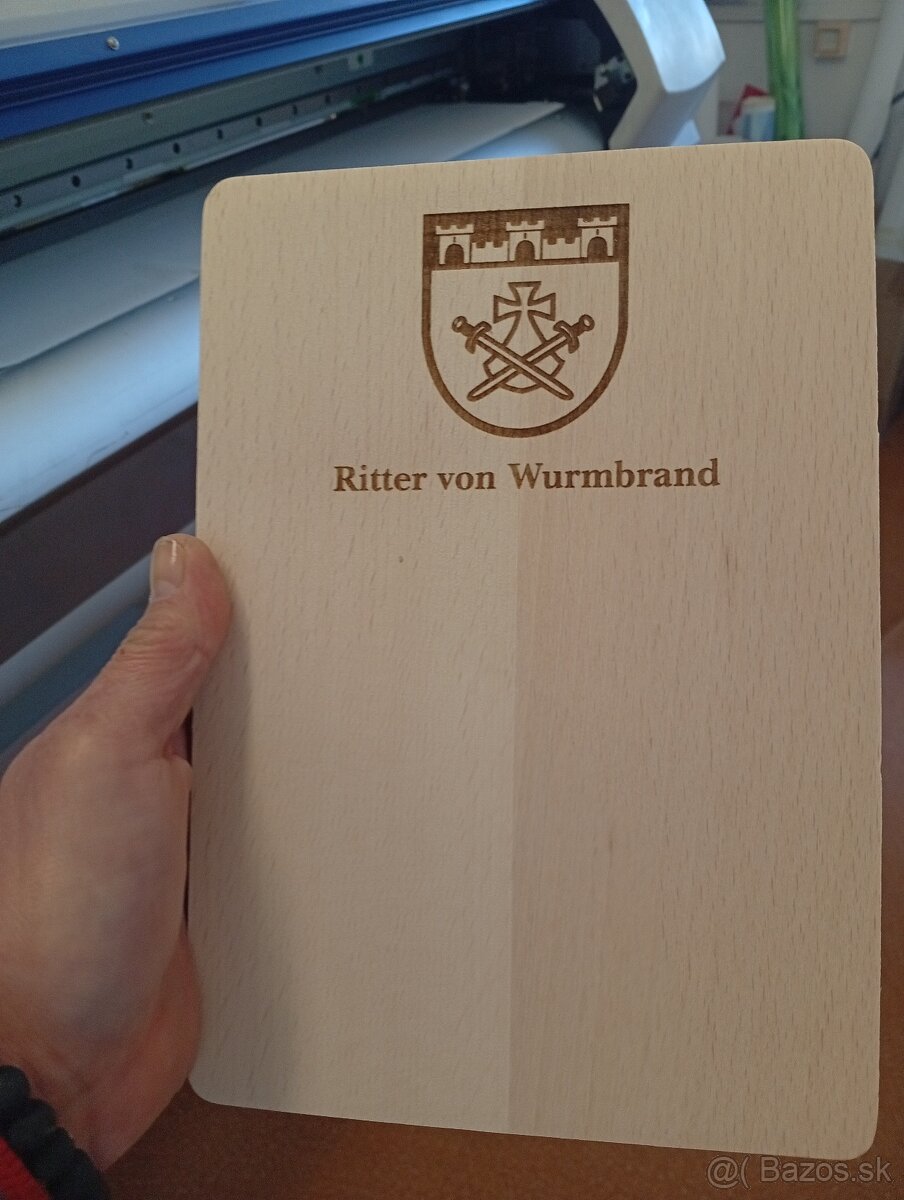 Ritter von Wurmbrand
@( Bazos.sk